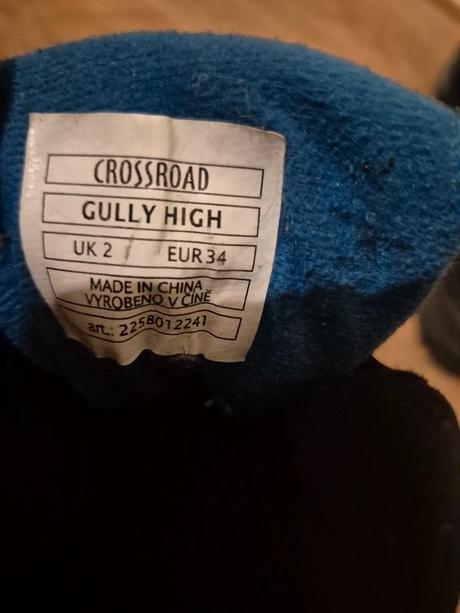 CROSSROAD
GULLY HIGH
UK 2 EUR 34
MADE IN CHINA
VYROBENO V ČÍNĚ
art.: 2258012241